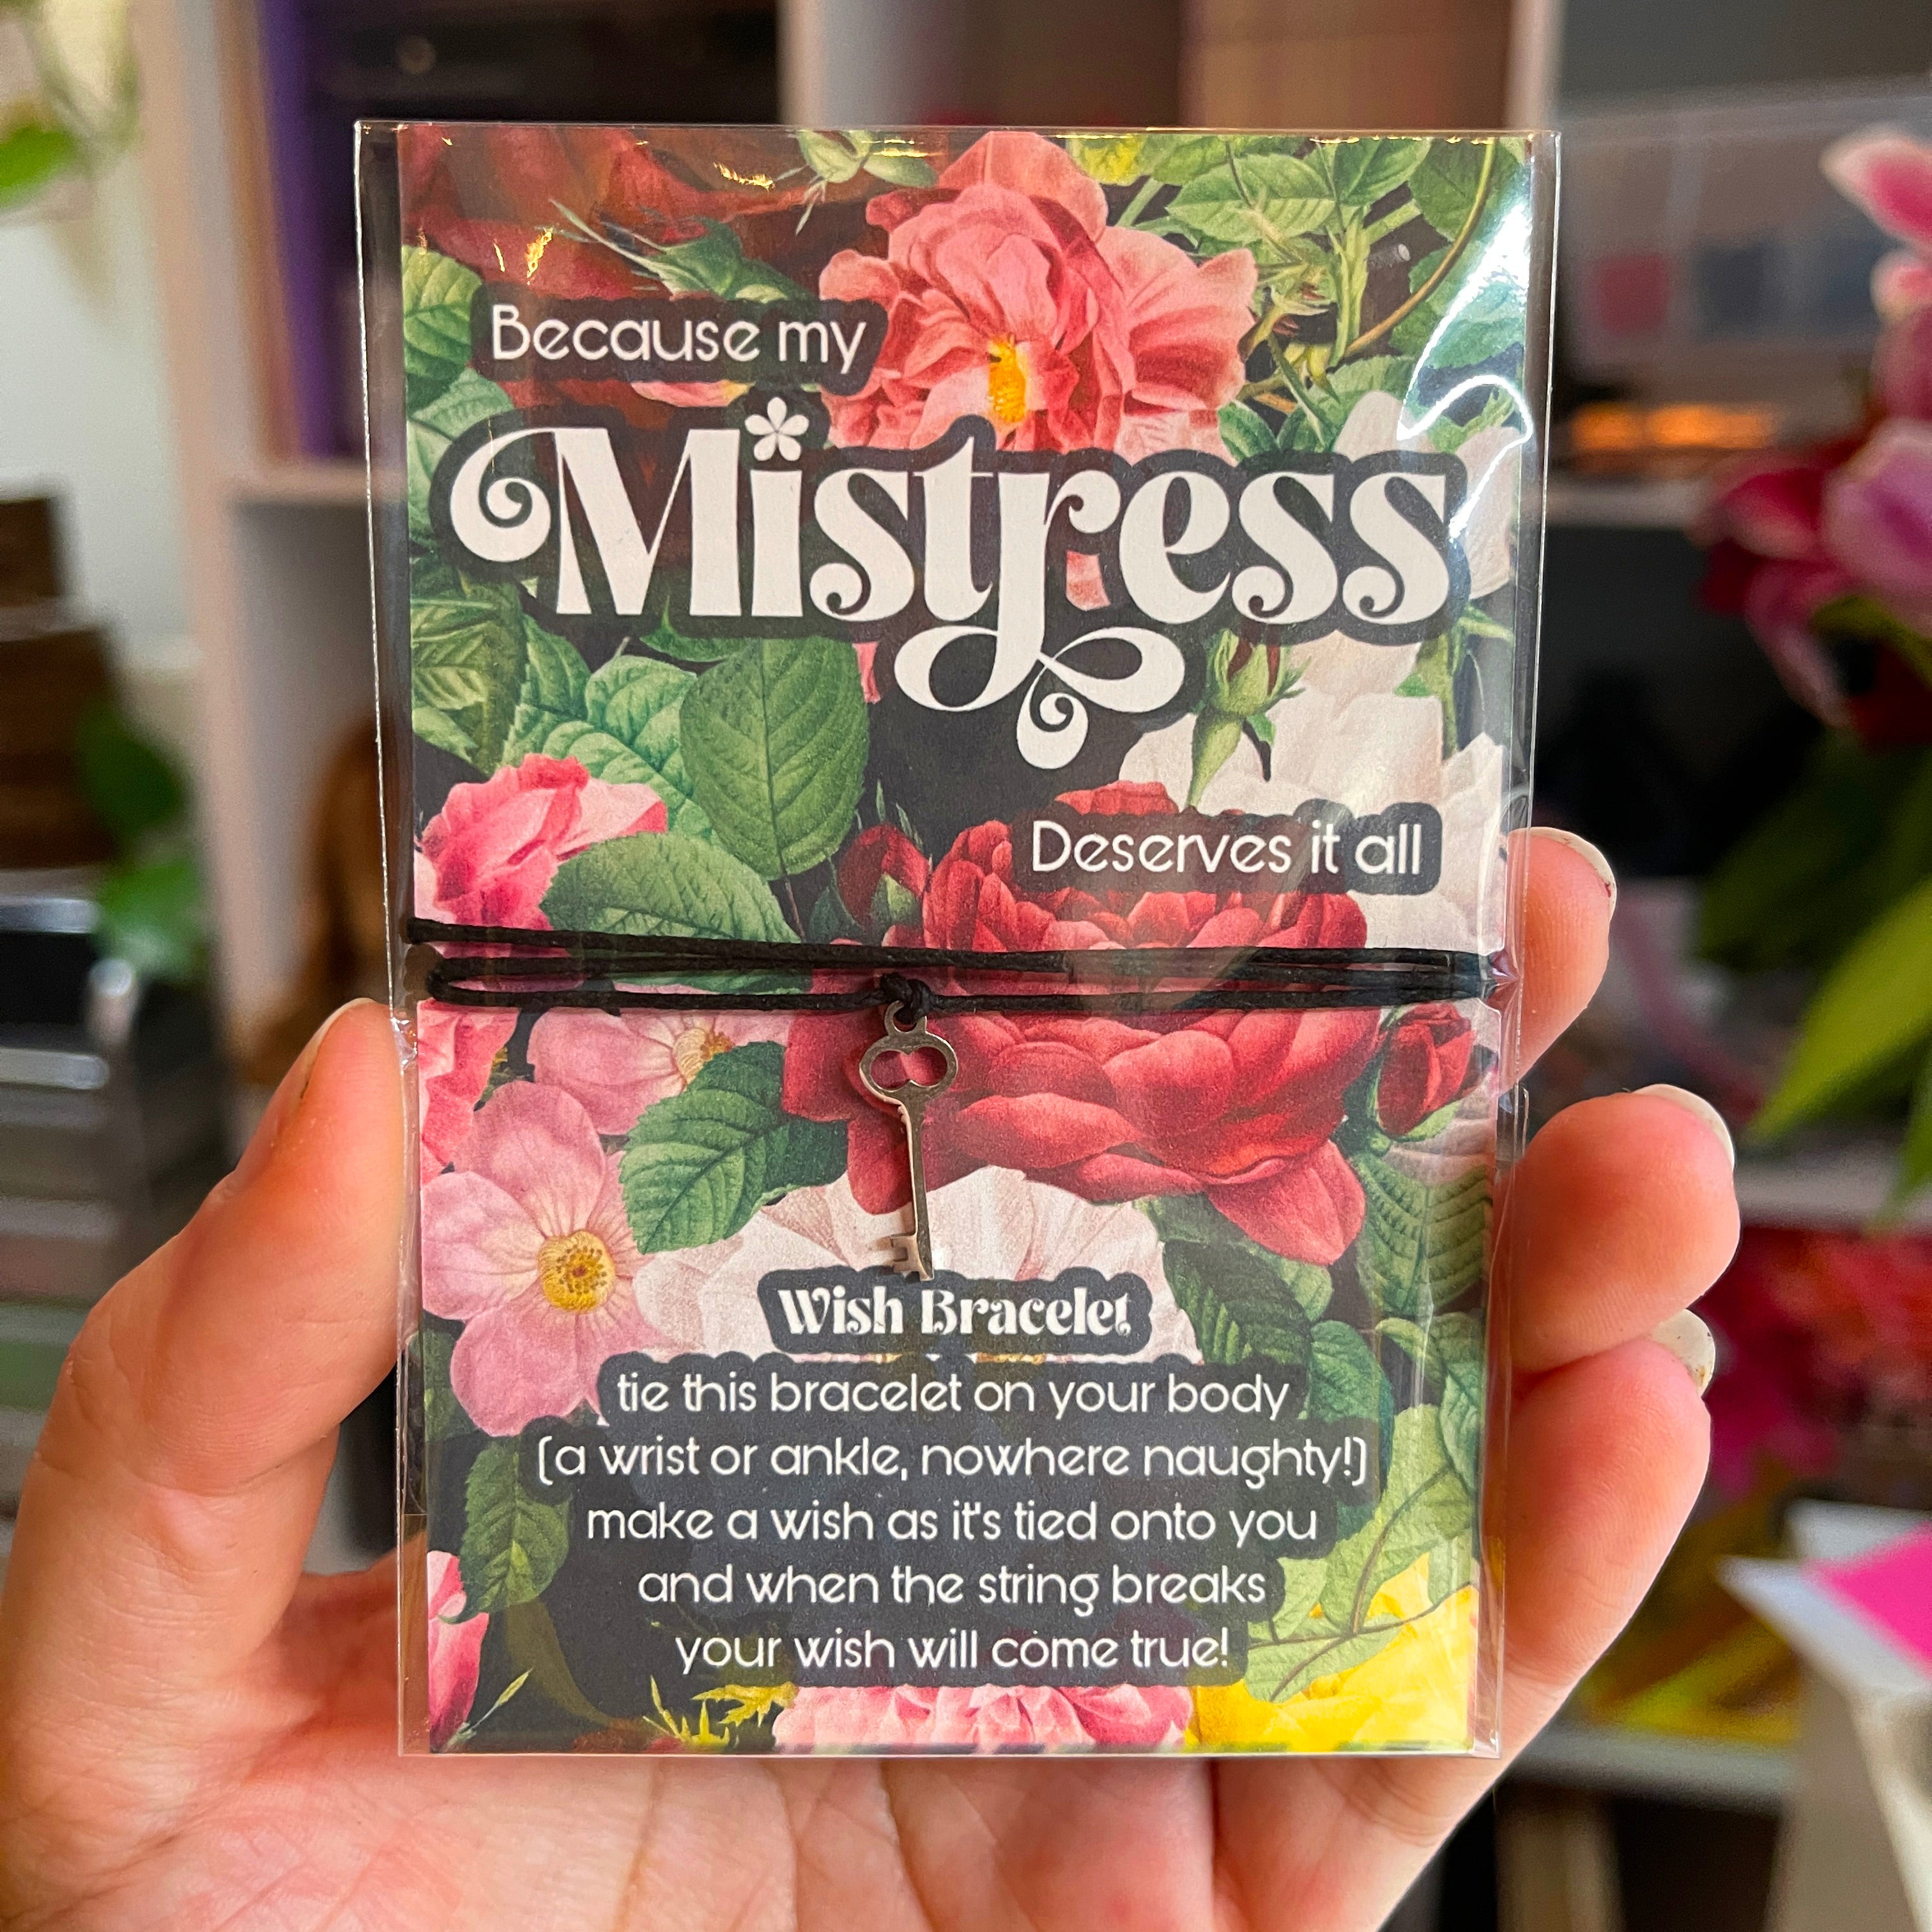 Because my
Mistress
Deserves it all
Wish Bracelet
tie this bracelet on your body
(a wrist or ankle, nowhere naughty!)
make a wish as it's tied onto you
and when the string breaks
your wish will come true!